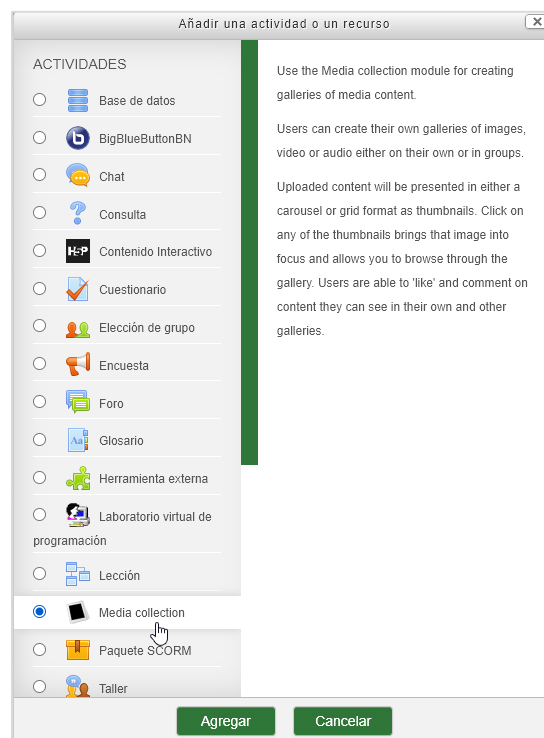 Añadir una actividad o un recurso
ACTIVIDADES
Base de datos
b BigBlueButtonBN
Chat
Consulta
H5P Contenido Interactivo
Cuestionario
Elección de grupo
Encuesta
Foro
Aa Glosario
Herramienta externa
Laboratorio virtual de
programación
Lección
Media collection
Paquete SCORM
Taller
Use the Media collection module for creating
galleries of media content.
Users can create their own galleries of images,
video or audio either on their own or in groups.
Uploaded content will be presented in either a
carousel or grid format as thumbnails. Click on
any of the thumbnails brings that image into
focus and allows you to browse through the
gallery. Users are able to 'like' and comment on
content they can see in their own and other
galleries.
Agregar
Cancelar